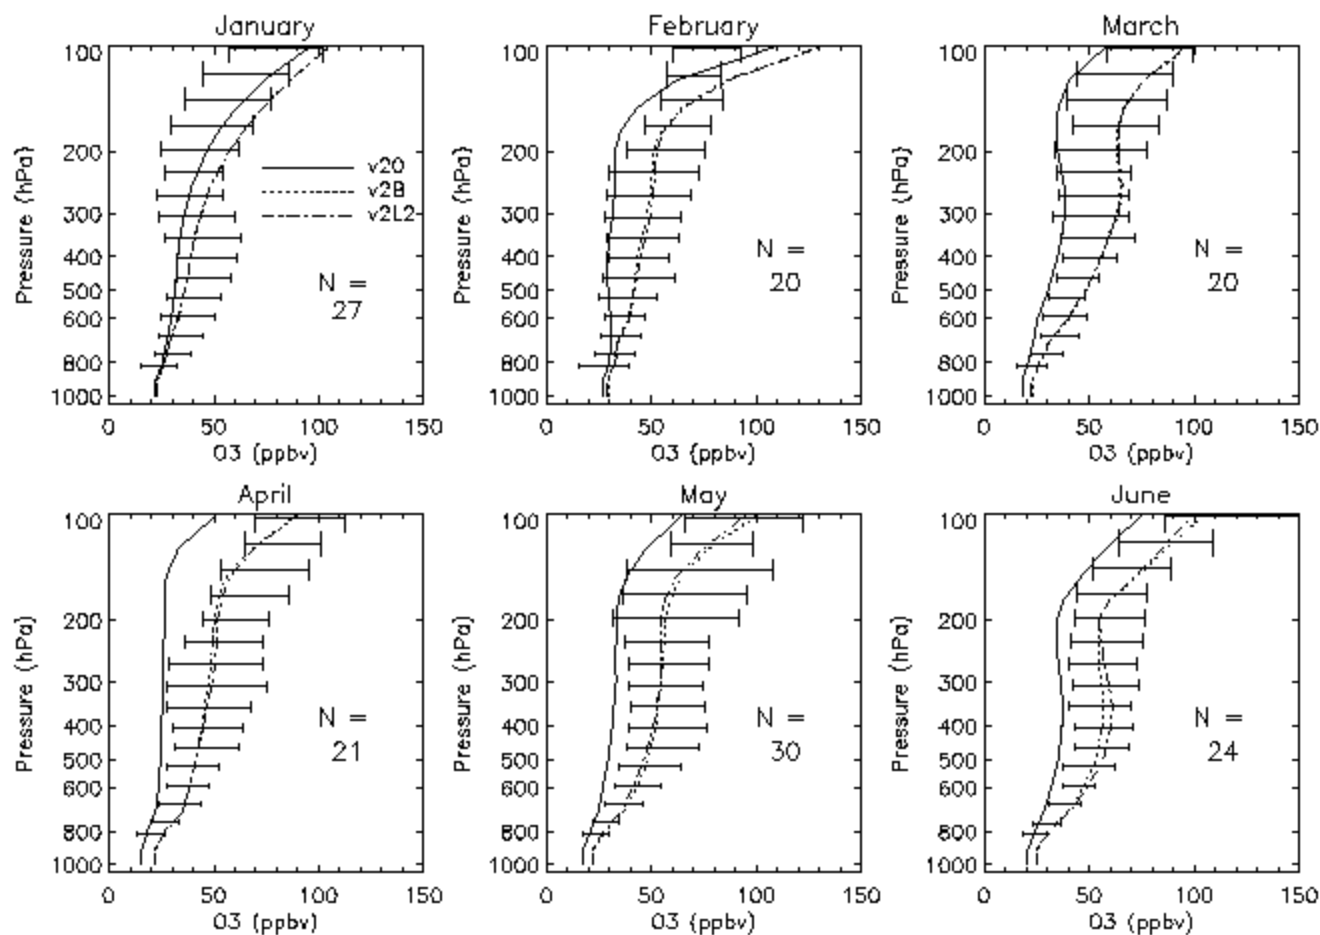 January
100
200
300
400
500
600
800
1000
Pressure (hPa)
0 50 100 150
O3 (ppbv)
v20
v2B
v2L2
N =
27
February
100
200
300
400
500
600
800
1000
Pressure (hPa)
0 50 100 150
O3 (ppbv)
N =
20
March
100
200
300
400
500
600
800
1000
Pressure (hPa)
0 50 100 150
O3 (ppbv)
N =
20
April
100
200
300
400
500
600
800
1000
Pressure (hPa)
0 50 100 150
O3 (ppbv)
N =
21
May
100
200
300
400
500
600
800
1000
Pressure (hPa)
0 50 100 150
O3 (ppbv)
N =
30
June
100
200
300
400
500
600
800
1000
Pressure (hPa)
0 50 100 150
O3 (ppbv)
N =
24